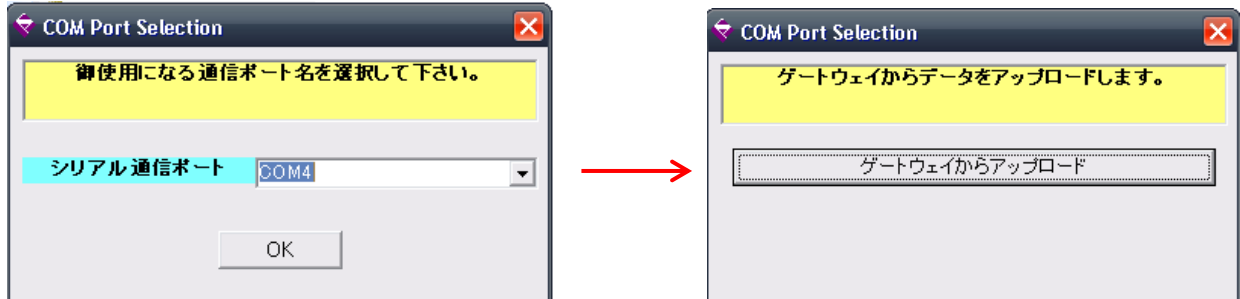 COM Port Selection
御使用になる通信ポート名を選択して下さい。
シリアル通信ポート
COM4
OK
COM Port Selection
ゲートウェイからデータをアップロードします。
ゲートウェイからアップロード